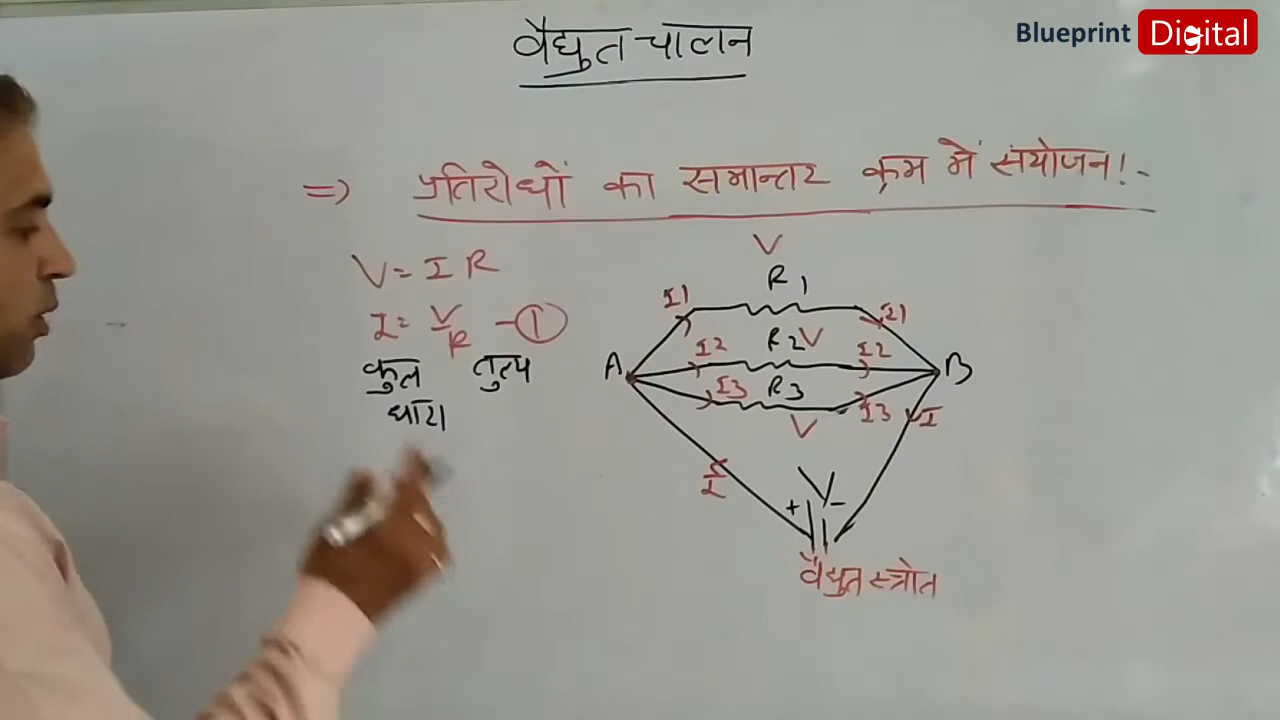 Blueprint Digital
वैद्युत चालन
=> प्रतिरोधों का समान्तर क्रम में संयोजन!-
V = I R
I = V/R - ①
कुल तुल्य
धारा
V
R1
I1 I1
R2 V
I2 I2
A B
R3
I3 I3
V
I I
V
+ -
वैद्युत स्त्रोत